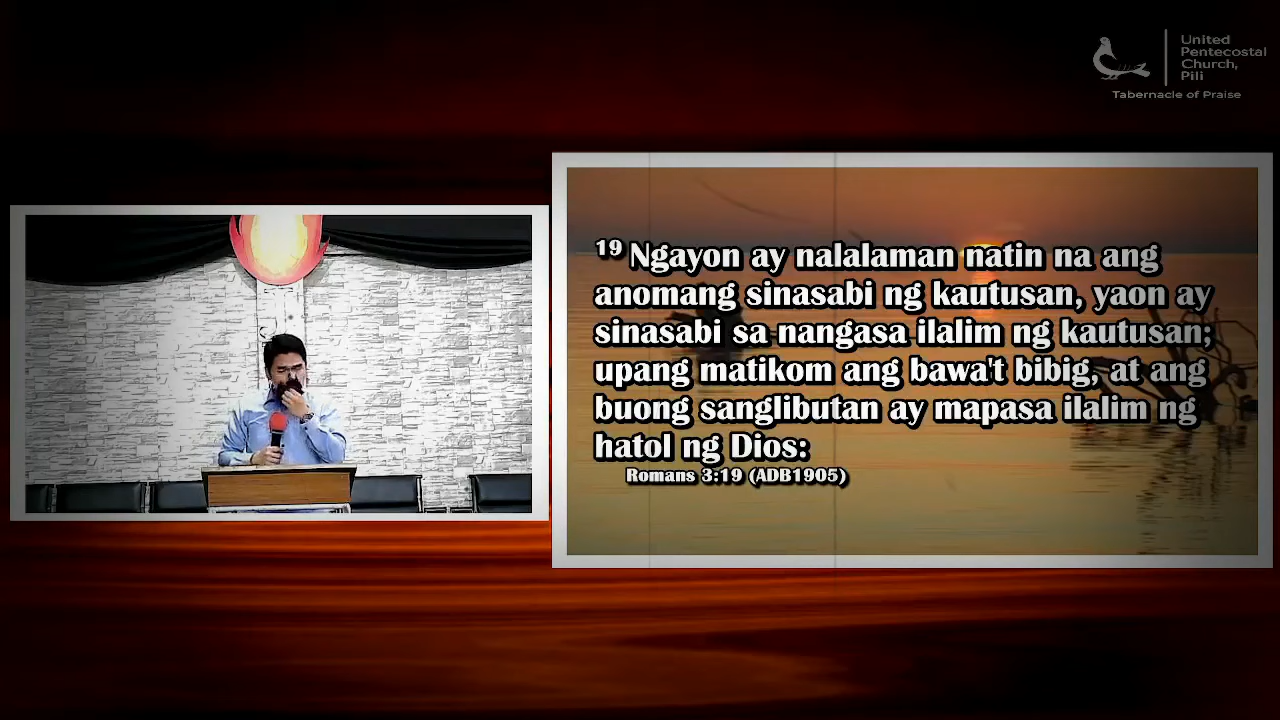 United
Pentecostal
Church,
Pili
Tabernacle of Praise
19 Ngayon ay nalalaman natin na ang
anomang sinasabi ng kautusan, yaon ay
sinasabi sa nangasa ilalim ng kautusan;
upang matikom ang bawa't bibig, at ang
buong sanglibutan ay mapasa ilalim ng
hatol ng Dios:
Romans 3:19 (ADB1905)